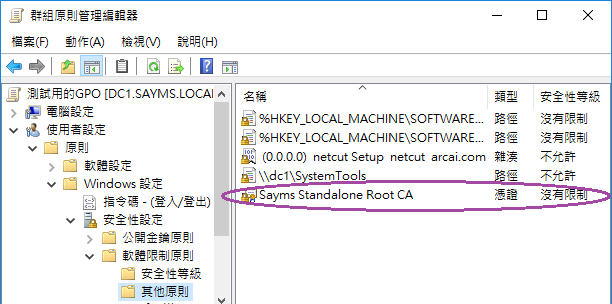 群組原則管理編輯器
檔案(F) 動作(A) 檢視(V) 說明(H)
測試用的GPO [DC1.SAYMS.LOCA
電腦設定
使用者設定
原則
軟體設定
Windows 設定
指令碼 - (登入/登出)
安全性設定
公開金鑰原則
軟體限制原則
安全性等級
其他原則
名稱 類型 安全性等級
%HKEY_LOCAL_MACHINE\SOFTWARE... 路徑 沒有限制
%HKEY_LOCAL_MACHINE\SOFTWARE... 路徑 沒有限制
(0.0.0.0) netcut Setup netcut arcai.com 雜湊 不允許
\\dc1\SystemTools 路徑 不允許
Sayms Standalone Root CA 憑證 沒有限制